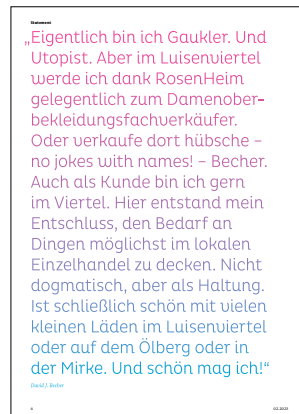 Statement
„Eigentlich bin ich Gaukler. Und
Utopist. Aber im Luisenviertel
werde ich dank RosenHeim
gelegentlich zum Damenober-
bekleidungsfachverkäufer.
Oder verkaufe dort hübsche –
no jokes with names! – Becher.
Auch als Kunde bin ich gern
im Viertel. Hier entstand mein
Entschluss, den Bedarf an
Dingen möglichst im lokalen
Einzelhandel zu decken. Nicht
dogmatisch, aber als Haltung.
Ist schließlich schön mit vielen
kleinen Läden im Luisenviertel
oder auf dem Ölberg oder in
der Mirke. Und schön mag ich!“
David J. Becher